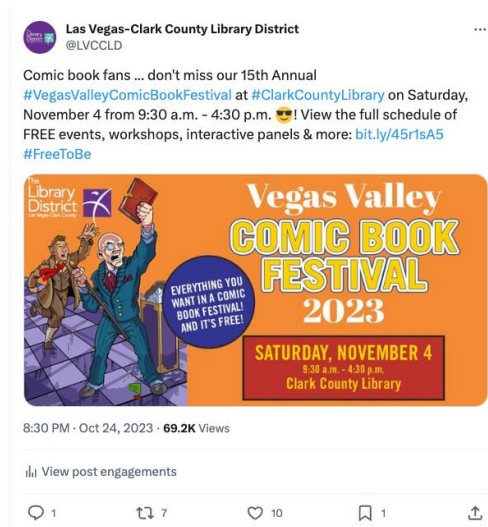 Las Vegas-Clark County Library District
@LVCCLD
Comic book fans ... don't miss our 15th Annual
#VegasValleyComicBookFestival at #ClarkCountyLibrary on Saturday,
November 4 from 9:30 a.m. - 4:30 p.m. 😎! View the full schedule of
FREE events, workshops, interactive panels & more: bit.ly/45r1sA5
#FreeToBe
The
Library
District
Las Vegas-Clark County
EVERYTHING YOU
WANT IN A COMIC
BOOK FESTIVAL!
AND IT'S FREE!
Vegas Valley
COMIC BOOK
FESTIVAL
2023
SATURDAY, NOVEMBER 4
9:30 a.m. - 4:30 p.m.
Clark County Library
8:30 PM · Oct 24, 2023 · 69.2K Views
View post engagements
1
7
10
1